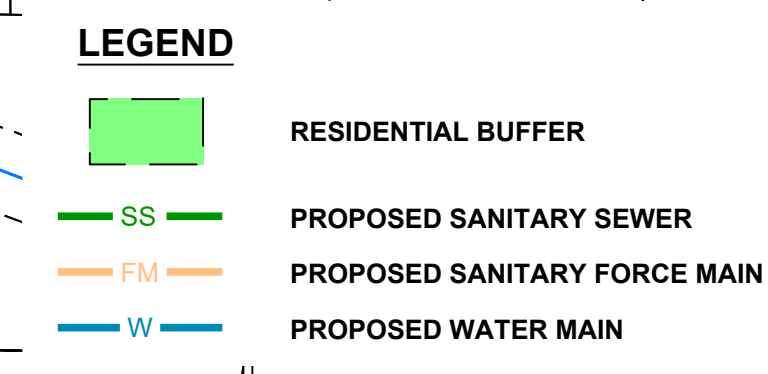 LEGEND
RESIDENTIAL BUFFER
SS PROPOSED SANITARY SEWER
FM PROPOSED SANITARY FORCE MAIN
W PROPOSED WATER MAIN